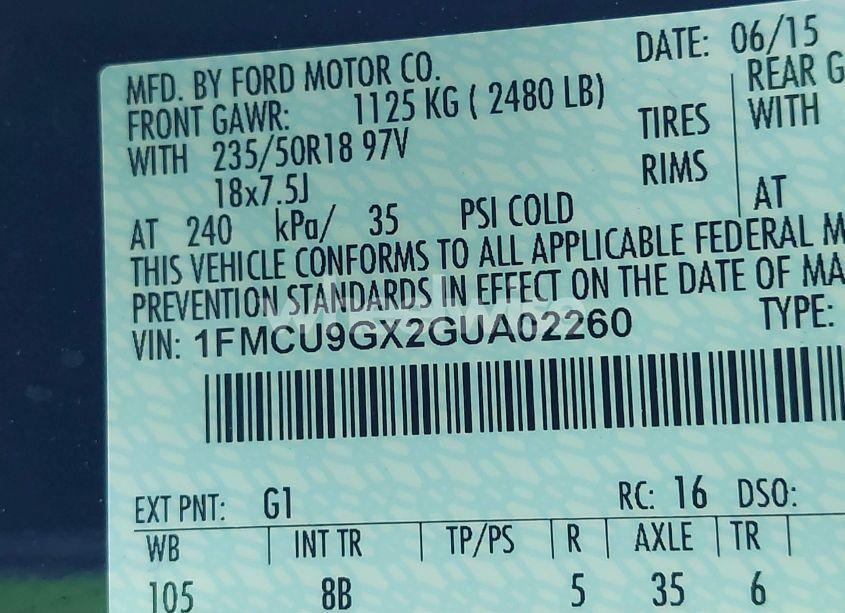 MFD. BY FORD MOTOR CO.
DATE: 06/15
FRONT GAWR: 1125 KG ( 2480 LB)
REAR G
WITH 235/50R18 97V TIRES
WITH
18x7.5J RIMS
AT 240 kPa/ 35 PSI COLD
AT
THIS VEHICLE CONFORMS TO ALL APPLICABLE FEDERAL M
PREVENTION STANDARDS IN EFFECT ON THE DATE OF MA
VIN: 1FMCU9GX2GUA02260 TYPE:
EXT PNT: G1 RC: 16 DSO:
WB INT TR TP/PS R AXLE TR
105 8B 5 35 6